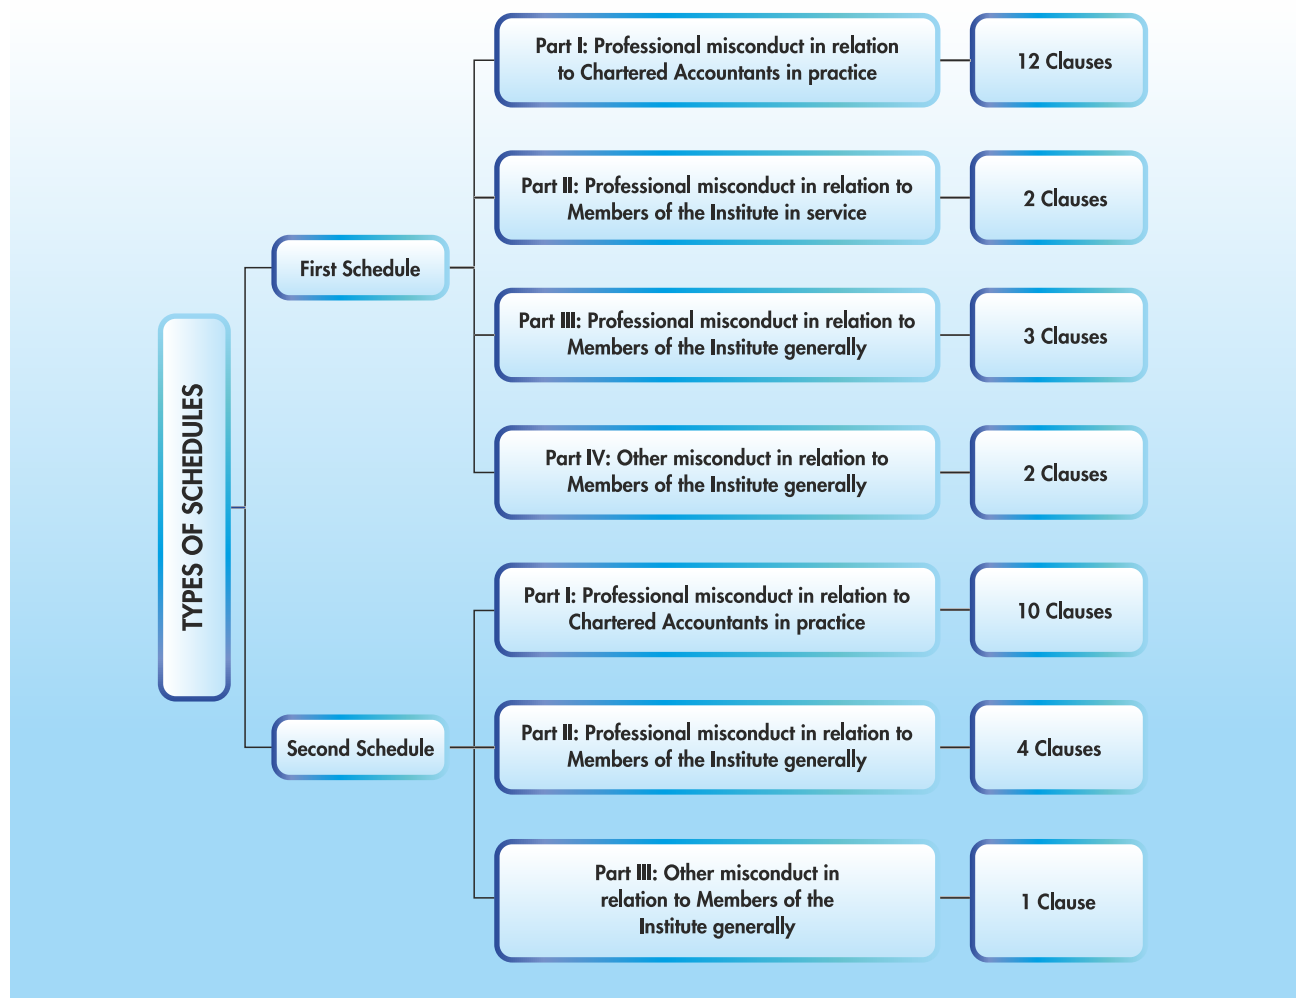 TYPES OF SCHEDULES
First Schedule
Part I: Professional misconduct in relation
to Chartered Accountants in practice
12 Clauses
Part II: Professional misconduct in relation to
Members of the Institute in service
2 Clauses
Part III: Professional misconduct in relation to
Members of the Institute generally
3 Clauses
Part IV: Other misconduct in relation to
Members of the Institute generally
2 Clauses
Second Schedule
Part I: Professional misconduct in relation to
Chartered Accountants in practice
10 Clauses
Part II: Professional misconduct in relation to
Members of the Institute generally
4 Clauses
Part III: Other misconduct in
relation to Members of the
Institute generally
1 Clause